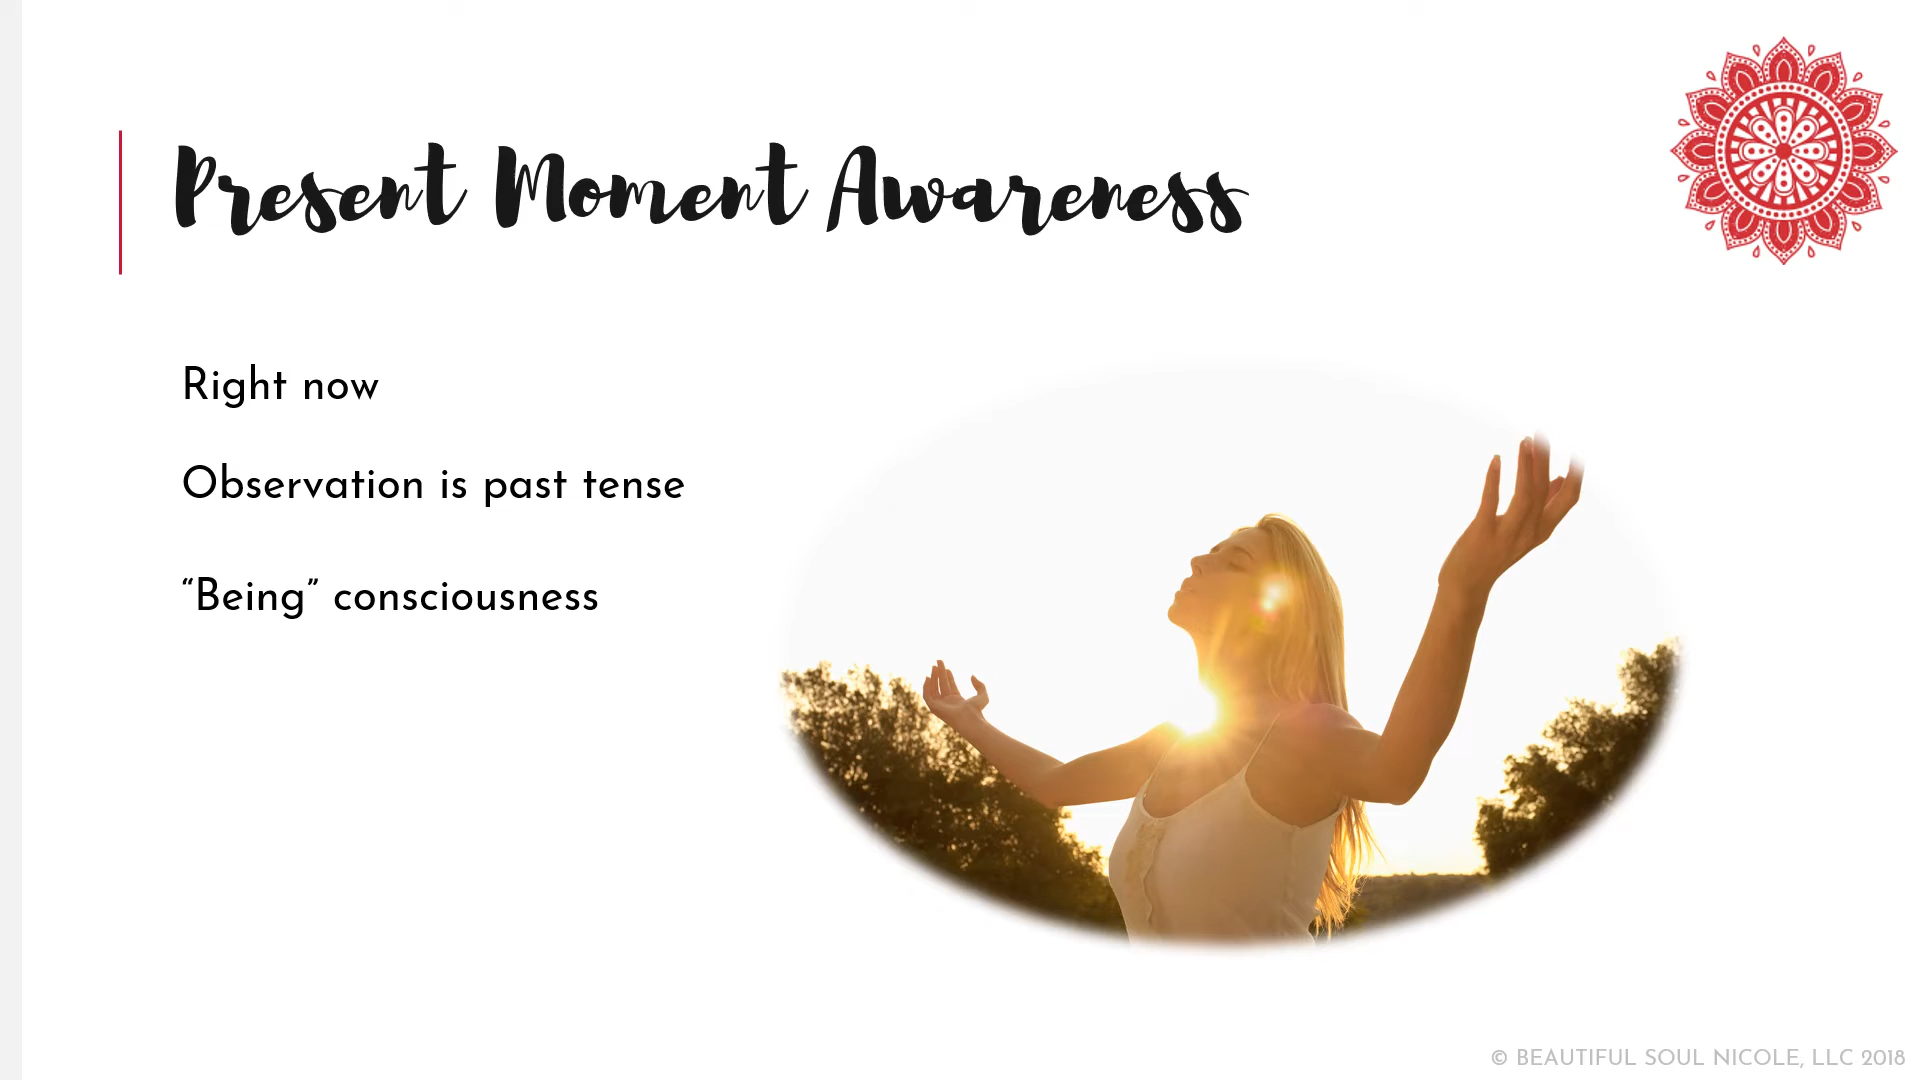 Present Moment Awareness
Right now
Observation is past tense
“Being” consciousness
© BEAUTIFUL SOUL NICOLE, LLC 2018